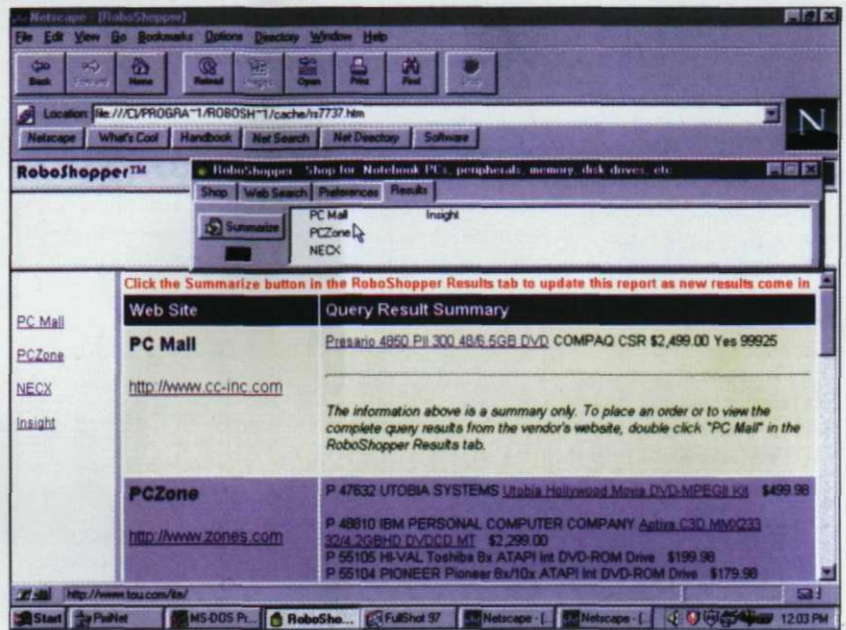 Netscape - [RoboShopper]
File Edit View Go Bookmarks Options Directory Window Help
Back Forward Home Reload Images Open Print Find Stop
Location: file:///C|/PROGRA~1/ROBOSH~1/cache/rs7737.htm
N
Netscape What's Cool Handbook Net Search Net Directory Software
RoboShopper™
RoboShopper - Shop for Notebook PCs, peripherals, memory, disk drives, etc
Shop Web Search Preferences Results
Summarize
PC Mall Insight
PCZone
NECX
Click the Summarize button in the RoboShopper Results tab to update this report as new results come in
PC Mall
PCZone
NECX
Insight
Web Site Query Result Summary
PC Mall
http://www.cc-inc.com
Presario 4850 PII 300 48/6.5GB DVD COMPAQ CSR $2,499.00 Yes 99925
The information above is a summary only. To place an order or to view the
complete query results from the vendor's website, double click "PC Mall" in the
RoboShopper Results tab.
PCZone
http://www.zones.com
P 47632 UTOBIA SYSTEMS Utobia Hollywood Movie DVD-MPEGII Kit $499.98
P 48810 IBM PERSONAL COMPUTER COMPANY Aptiva C3D MMX233
32/4.2GBHD DVDCD MT $2,299.00
P 55105 HI-VAL Toshiba 8x ATAPI Int DVD-ROM Drive $199.98
P 55104 PIONEER Pioneer 8x/10x ATAPI Int DVD-ROM Drive $179.98
http://www.tou.com/lite/
Start MS-DOS Pr... RoboSho... FullShot 97 Netscape - [... Netscape - [... 12:03 PM